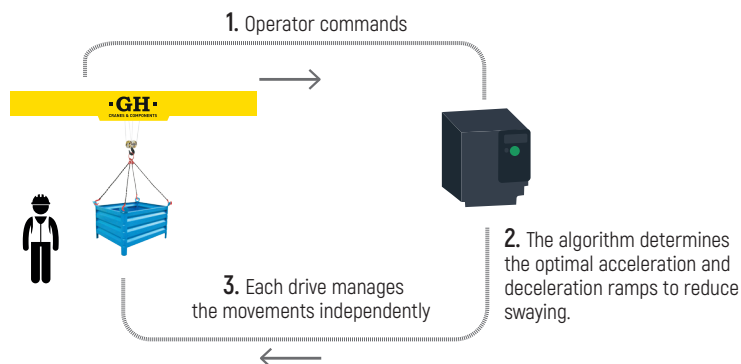 1. Operator commands
·GH·
CRANES & COMPONENTS
2. The algorithm determines
the optimal acceleration and
deceleration ramps to reduce
swaying.
3. Each drive manages
the movements independently